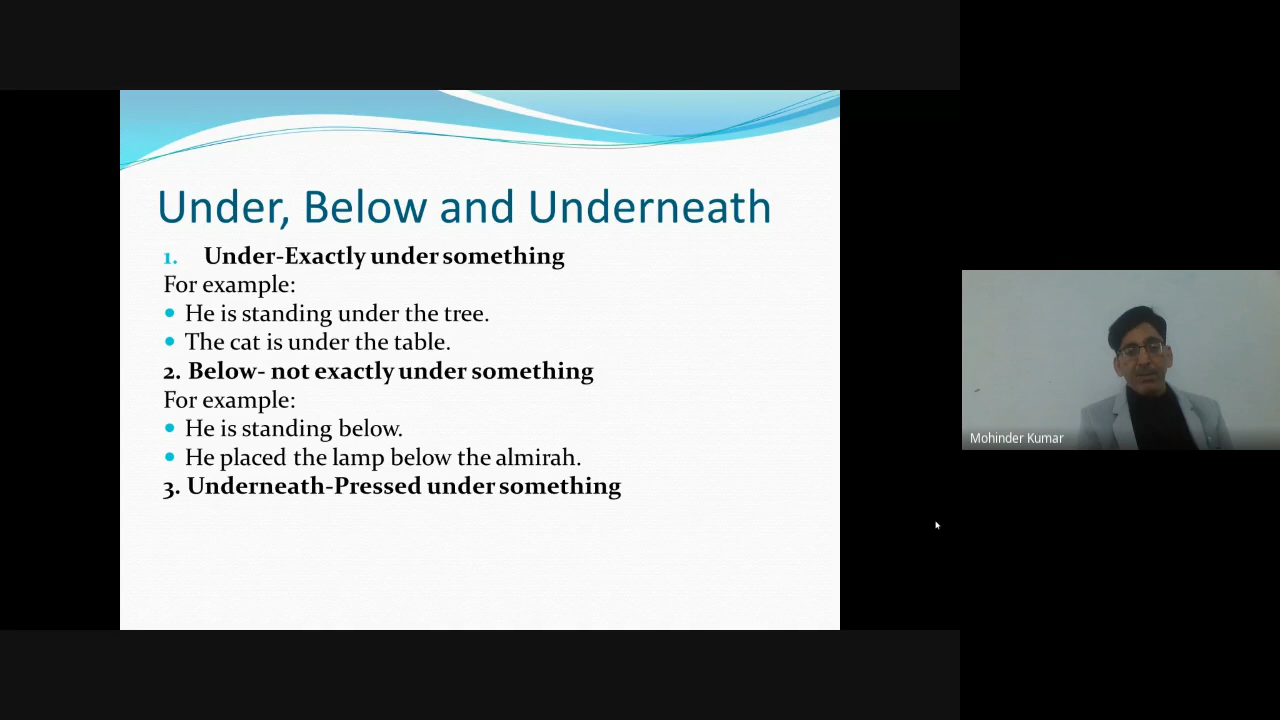 Under, Below and Underneath
1. Under-Exactly under something
For example:
• He is standing under the tree.
• The cat is under the table.
2. Below- not exactly under something
For example:
• He is standing below.
• He placed the lamp below the almirah.
3. Underneath-Pressed under something
Mohinder Kumar